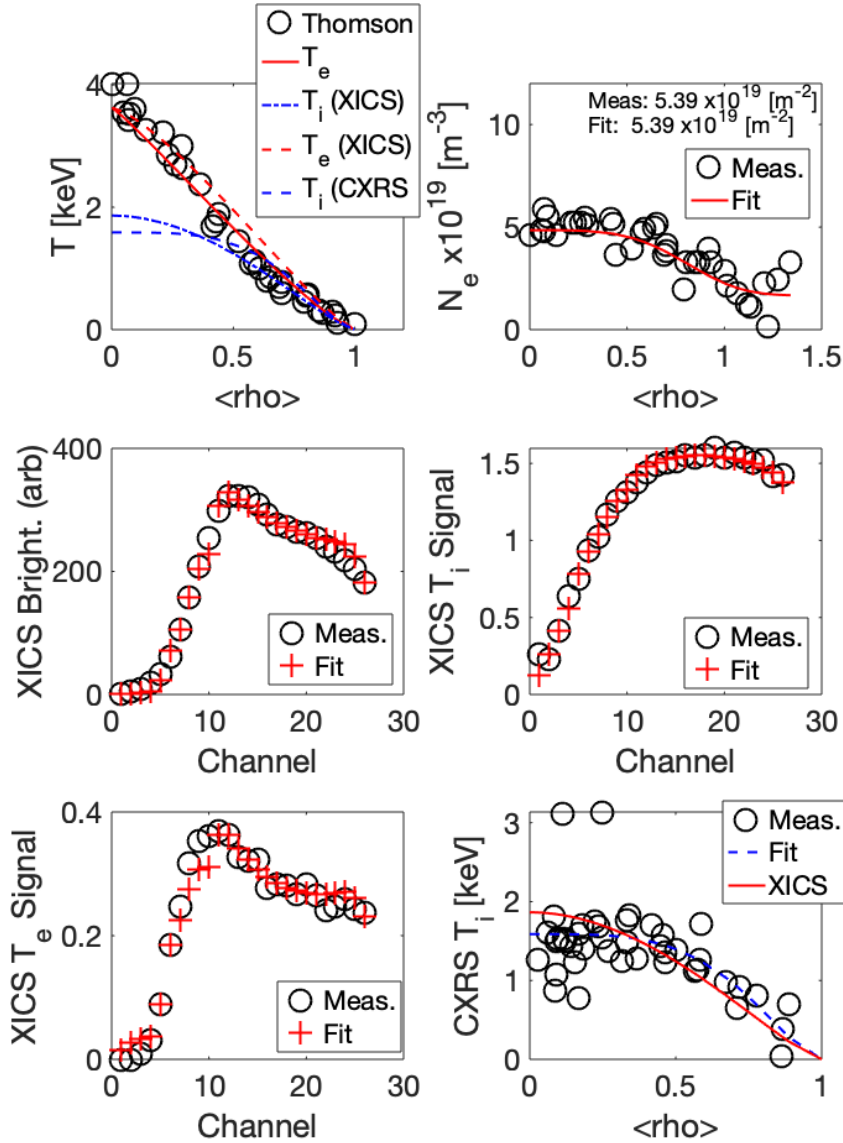 Thomson
T_e
T_i (XICS)
T_e (XICS)
T_i (CXRS)
T [keV]
4
2
0
0 0.5 1
<rho>
Meas: 5.39 x10^19 [m^-2]
Fit: 5.39 x10^19 [m^-2]
Meas.
Fit
N_e x10^19 [m^-3]
10
5
0
0 0.5 1 1.5
<rho>
XICS Bright. (arb)
400
200
0
Meas.
Fit
0 10 20 30
Channel
XICS T_i Signal
1.5
1
0.5
0
Meas.
Fit
0 10 20 30
Channel
XICS T_e Signal
0.4
0.2
0
Meas.
Fit
0 10 20 30
Channel
CXRS T_i [keV]
3
2
1
0
Meas.
Fit
XICS
0 0.5 1
<rho>